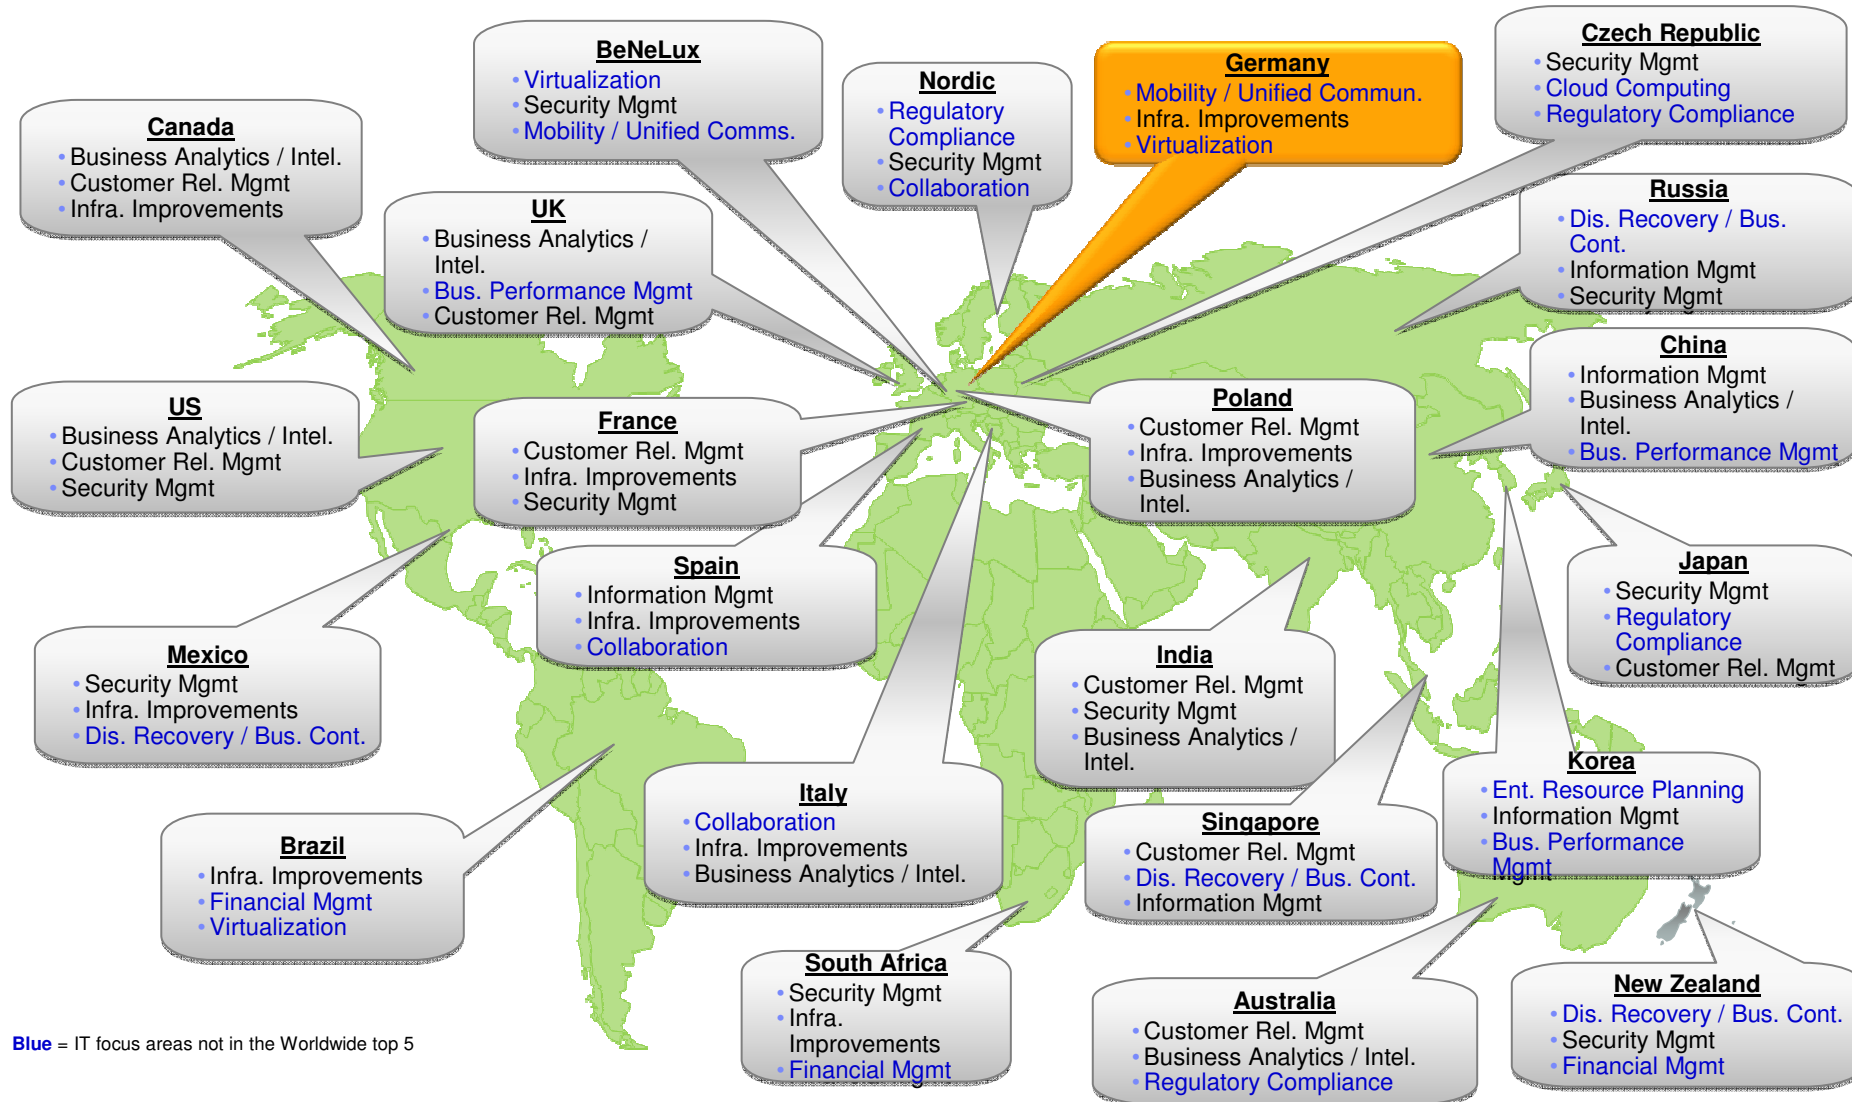 BeNeLux
• Virtualization
• Security Mgmt
• Mobility / Unified Comms.
Nordic
• Regulatory
Compliance
• Security Mgmt
• Collaboration
Germany
• Mobility / Unified Commun.
• Infra. Improvements
• Virtualization
Czech Republic
• Security Mgmt
• Cloud Computing
• Regulatory Compliance
Canada
• Business Analytics / Intel.
• Customer Rel. Mgmt
• Infra. Improvements
UK
• Business Analytics /
Intel.
• Bus. Performance Mgmt
• Customer Rel. Mgmt
Russia
• Dis. Recovery / Bus.
Cont.
• Information Mgmt
• Security Mgmt
US
• Business Analytics / Intel.
• Customer Rel. Mgmt
• Security Mgmt
France
• Customer Rel. Mgmt
• Infra. Improvements
• Security Mgmt
Poland
• Customer Rel. Mgmt
• Infra. Improvements
• Business Analytics /
Intel.
China
• Information Mgmt
• Business Analytics /
Intel.
• Bus. Performance Mgmt
Spain
• Information Mgmt
• Infra. Improvements
• Collaboration
Japan
• Security Mgmt
• Regulatory
Compliance
• Customer Rel. Mgmt
Mexico
• Security Mgmt
• Infra. Improvements
• Dis. Recovery / Bus. Cont.
India
• Customer Rel. Mgmt
• Security Mgmt
• Business Analytics /
Intel.
Italy
• Collaboration
• Infra. Improvements
• Business Analytics / Intel.
Korea
• Ent. Resource Planning
• Information Mgmt
• Bus. Performance
Mgmt
Singapore
• Customer Rel. Mgmt
• Dis. Recovery / Bus. Cont.
• Information Mgmt
Brazil
• Infra. Improvements
• Financial Mgmt
• Virtualization
South Africa
• Security Mgmt
• Infra.
Improvements
• Financial Mgmt
Australia
• Customer Rel. Mgmt
• Business Analytics / Intel.
• Regulatory Compliance
New Zealand
• Dis. Recovery / Bus. Cont.
• Security Mgmt
• Financial Mgmt
Blue = IT focus areas not in the Worldwide top 5